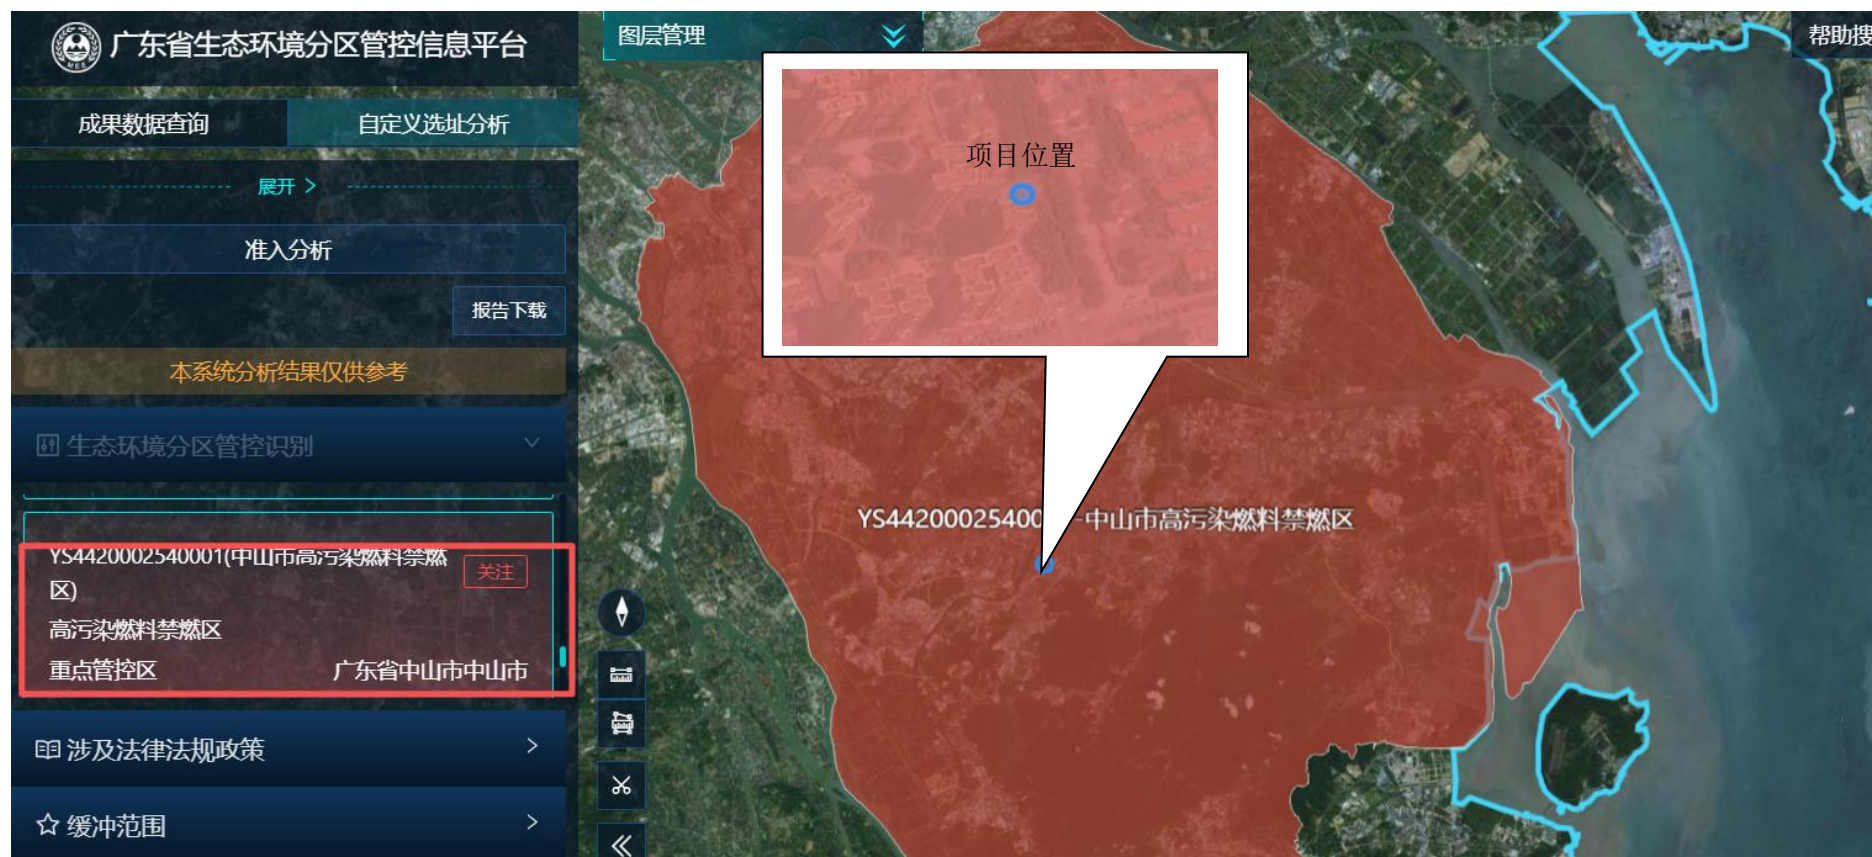 广东省生态环境分区管控信息平台
图层管理
帮助搜
成果数据查询
自定义选址分析
展开 >
准入分析
报告下载
本系统分析结果仅供参考
生态环境分区管控识别
YS4420002540001(中山市高污染燃料禁燃
区)
关注
高污染燃料禁燃区
重点管控区
广东省中山市中山市
涉及法律法规政策
缓冲范围
项目位置
YS44200025400
-中山市高污染燃料禁燃区